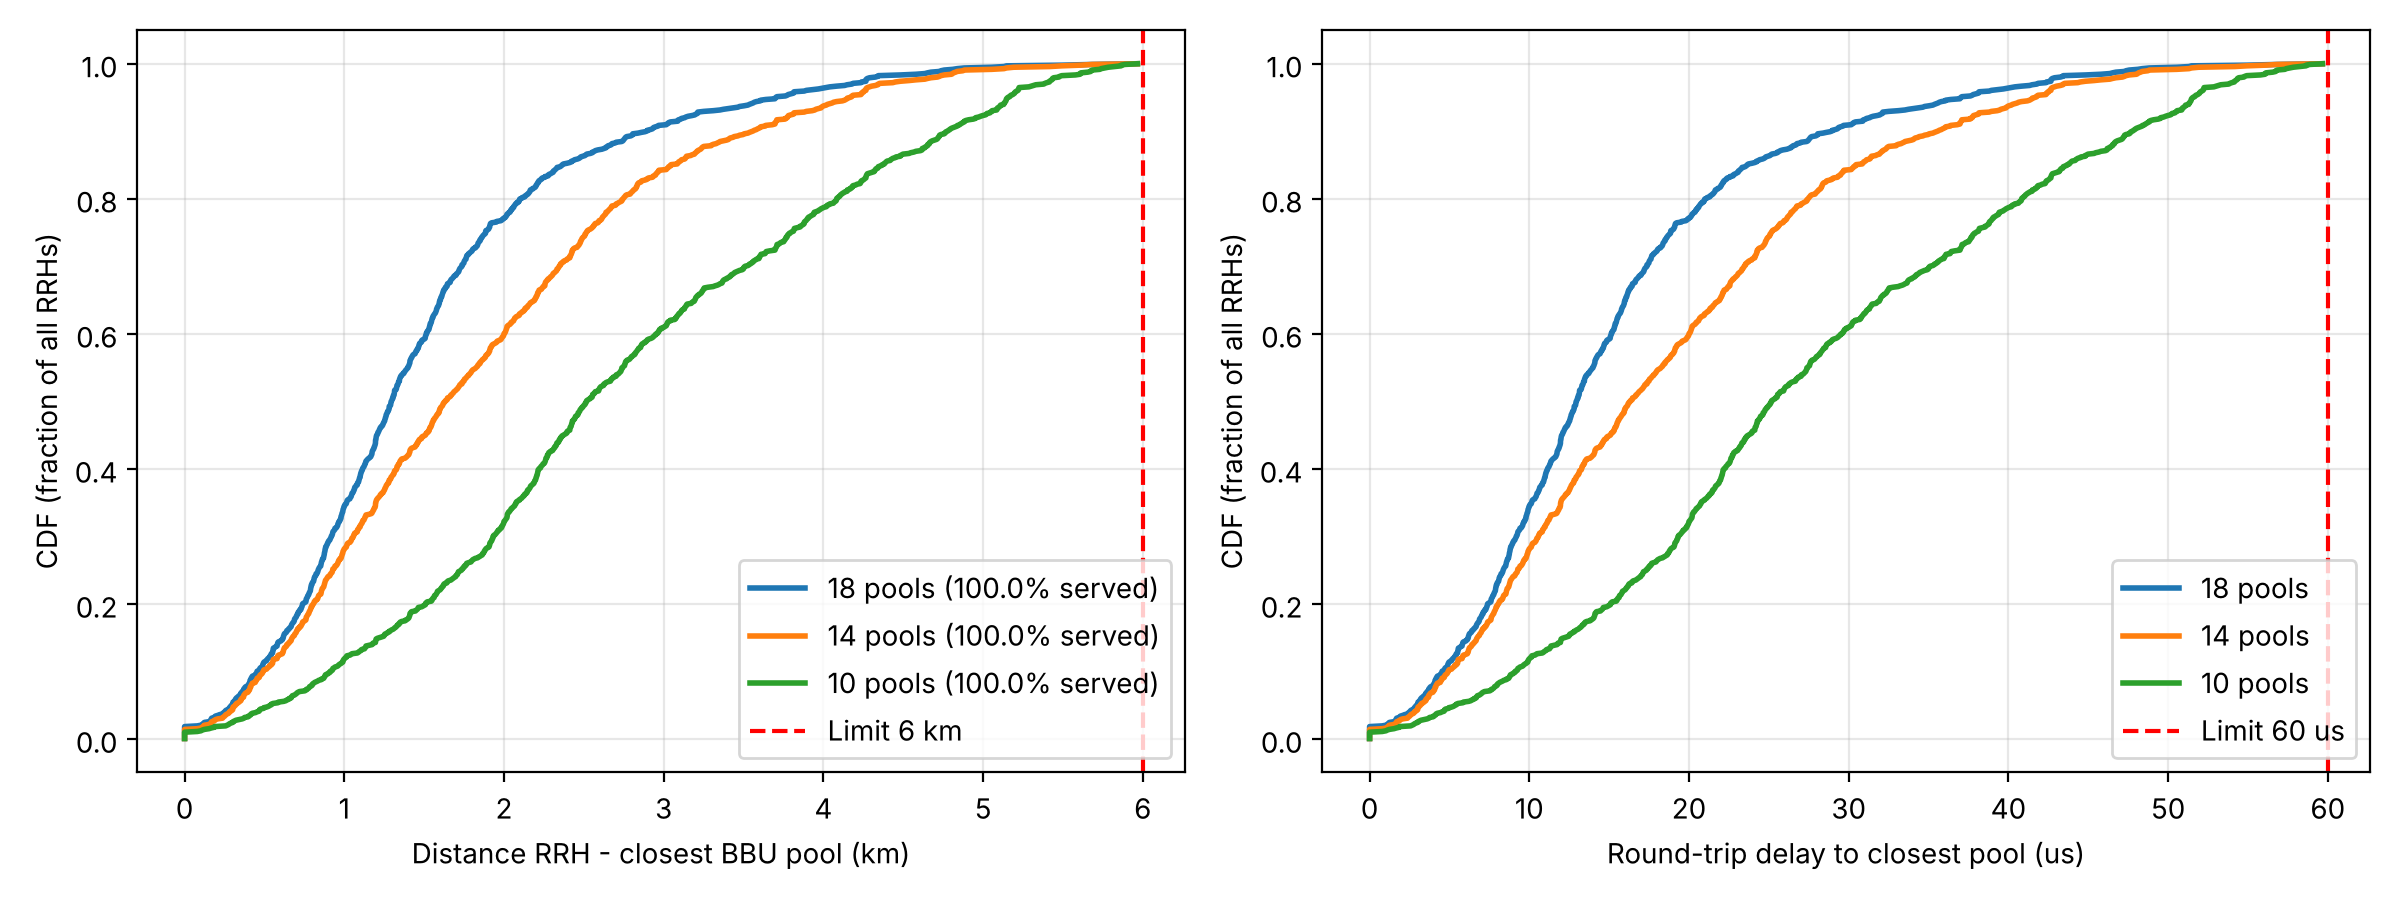 CDF (fraction of all RRHs)
1.0
0.8
0.6
0.4
0.2
0.0
18 pools (100.0% served)
14 pools (100.0% served)
10 pools (100.0% served)
Limit 6 km
0 1 2 3 4 5 6
Distance RRH - closest BBU pool (km)
CDF (fraction of all RRHs)
1.0
0.8
0.6
0.4
0.2
0.0
18 pools
14 pools
10 pools
Limit 60 us
0 10 20 30 40 50 60
Round-trip delay to closest pool (us)